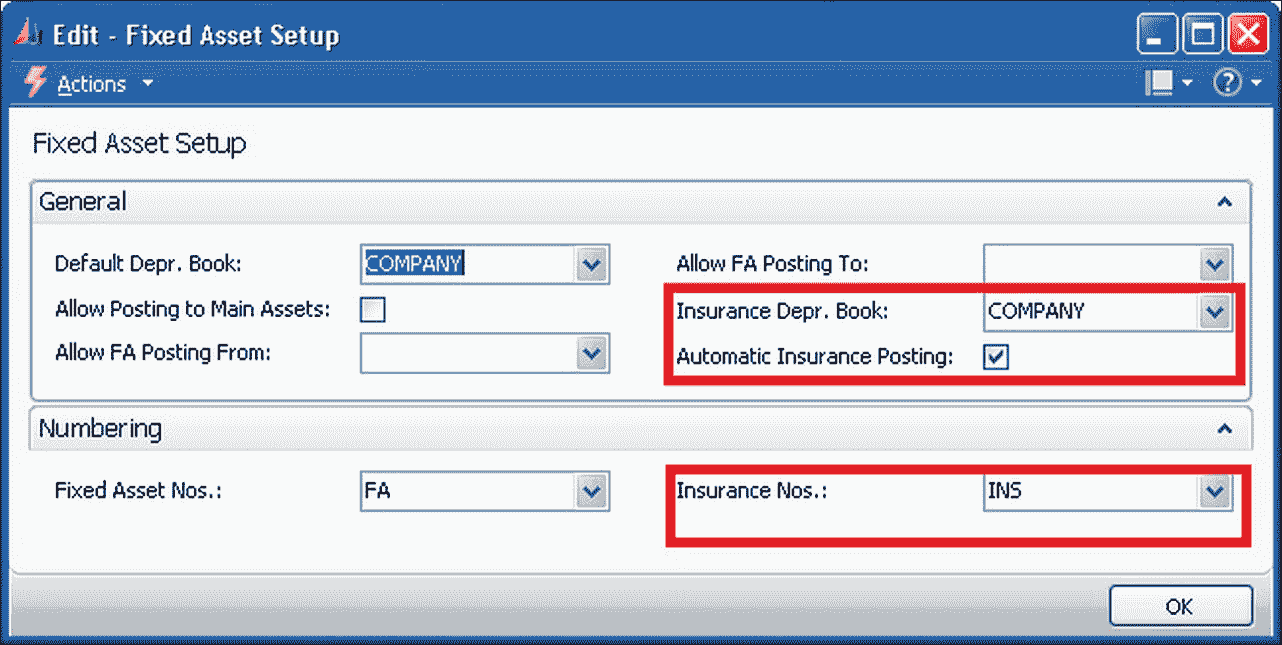 Edit - Fixed Asset Setup
Actions
Fixed Asset Setup
General
Default Depr. Book: COMPANY Allow FA Posting To:
Allow Posting to Main Assets: Insurance Depr. Book: COMPANY
Allow FA Posting From: Automatic Insurance Posting:
Numbering
Fixed Asset Nos.: FA Insurance Nos.: INS
OK